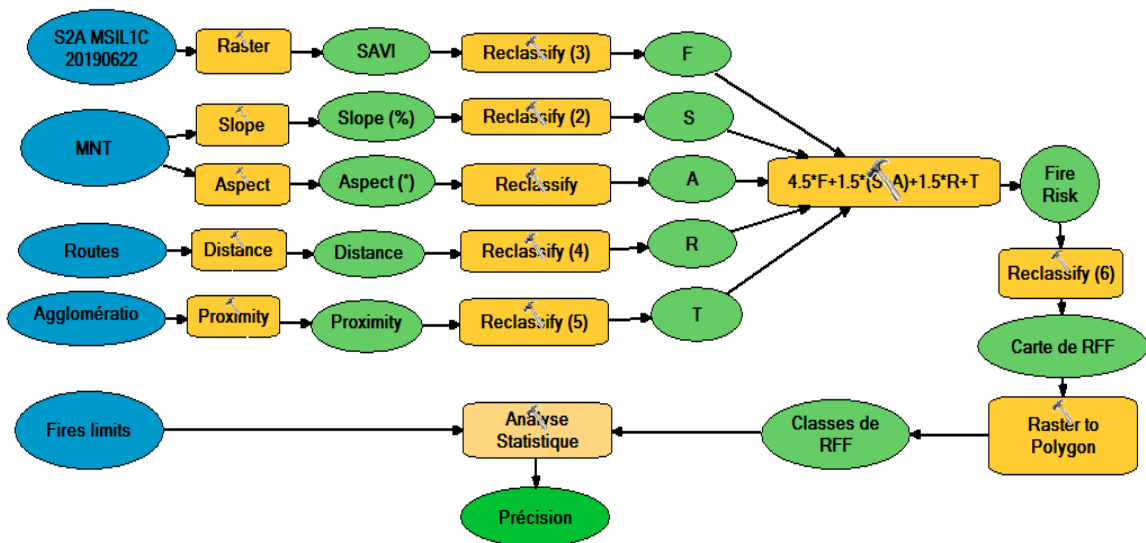 S2A MSIL1C
20190622
Raster
SAVI
Reclassify (3)
F
MNT
Slope
Slope (%)
Reclassify (2)
S
Aspect
Aspect (°)
Reclassify
A
4.5*F+1.5*(S A)+1.5*R+T
Fire
Risk
Routes
Distance
Distance
Reclassify (4)
R
Reclassify (6)
Agglomératio
Proximity
Proximity
Reclassify (5)
T
Carte de RFF
Fires limits
Analyse
Statistique
Classes de
RFF
Raster to
Polygon
Précision